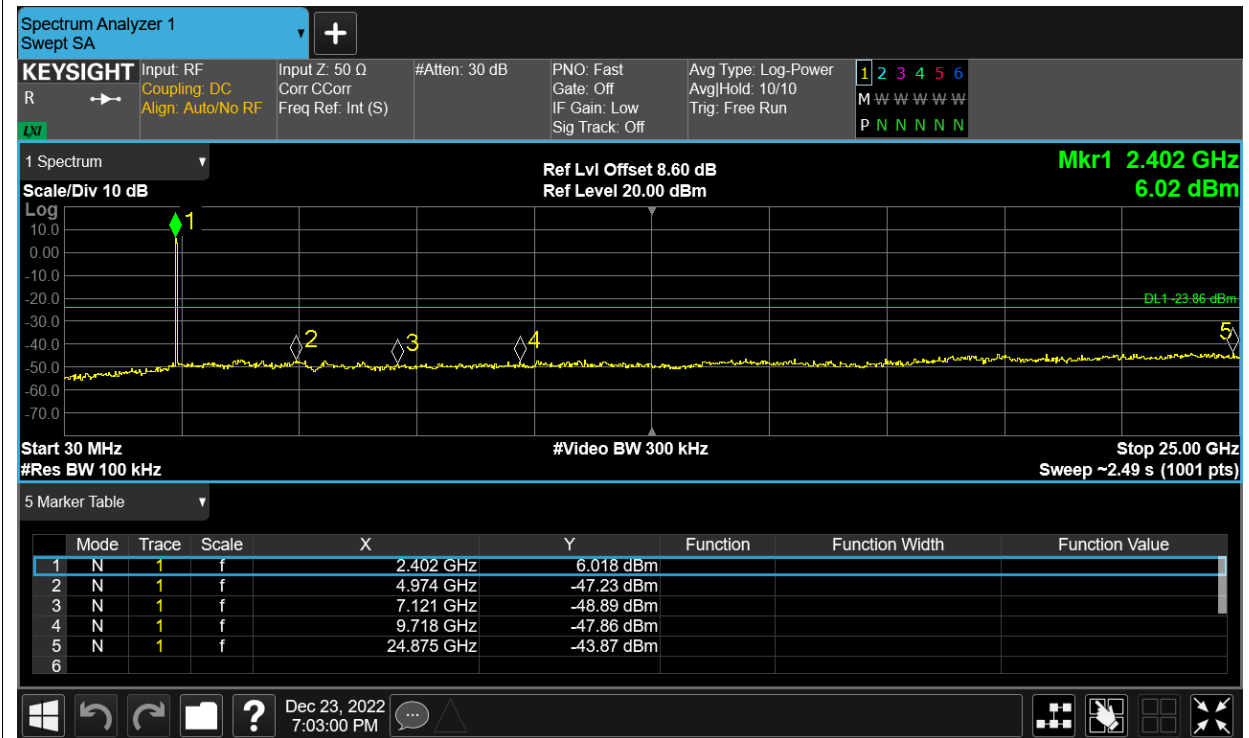 Spectrum Analyzer 1
Swept SA
+
KEYSIGHT
R
LXI
Input: RF
Coupling: DC
Align: Auto/No RF
Input Z: 50 Ω
Corr CCorr
Freq Ref: Int (S)
#Atten: 30 dB
PNO: Fast
Gate: Off
IF Gain: Low
Sig Track: Off
Avg Type: Log-Power
Avg|Hold: 10/10
Trig: Free Run
1 2 3 4 5 6
M W W W W W
P N N N N N
1 Spectrum
Scale/Div 10 dB
Ref Lvl Offset 8.60 dB
Ref Level 20.00 dBm
Mkr1 2.402 GHz
6.02 dBm
Log
10.0
0.00
-10.0
-20.0
-30.0
-40.0
-50.0
-60.0
-70.0
1
2
3
4
5
DL1 -23.86 dBm
Start 30 MHz
#Res BW 100 kHz
#Video BW 300 kHz
Stop 25.00 GHz
Sweep ~2.49 s (1001 pts)
5 Marker Table
Mode Trace Scale X Y Function Function Width Function Value
1 N 1 f 2.402 GHz 6.018 dBm
2 N 1 f 4.974 GHz -47.23 dBm
3 N 1 f 7.121 GHz -48.89 dBm
4 N 1 f 9.718 GHz -47.86 dBm
5 N 1 f 24.875 GHz -43.87 dBm
6
?
Dec 23, 2022
7:03:00 PM